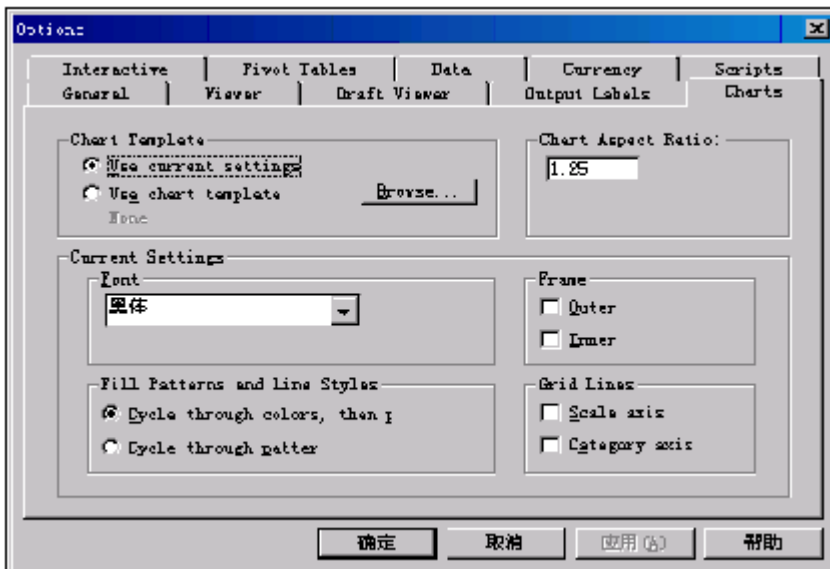 Options
Interactive Pivot Tables Data Currency Scripts
General Viewer Draft Viewer Output Labels Charts
Chart Template
Use current settings
Use chart template
Browse...
None
Chart Aspect Ratio:
1.25
Current Settings
Font
黑体
Frame
Outer
Inner
Fill Patterns and line Styles
Cycle through colors, then p
Cycle through patter
Grid Lines
Scale axis
Category axis
确定 取消 应用(A) 帮助